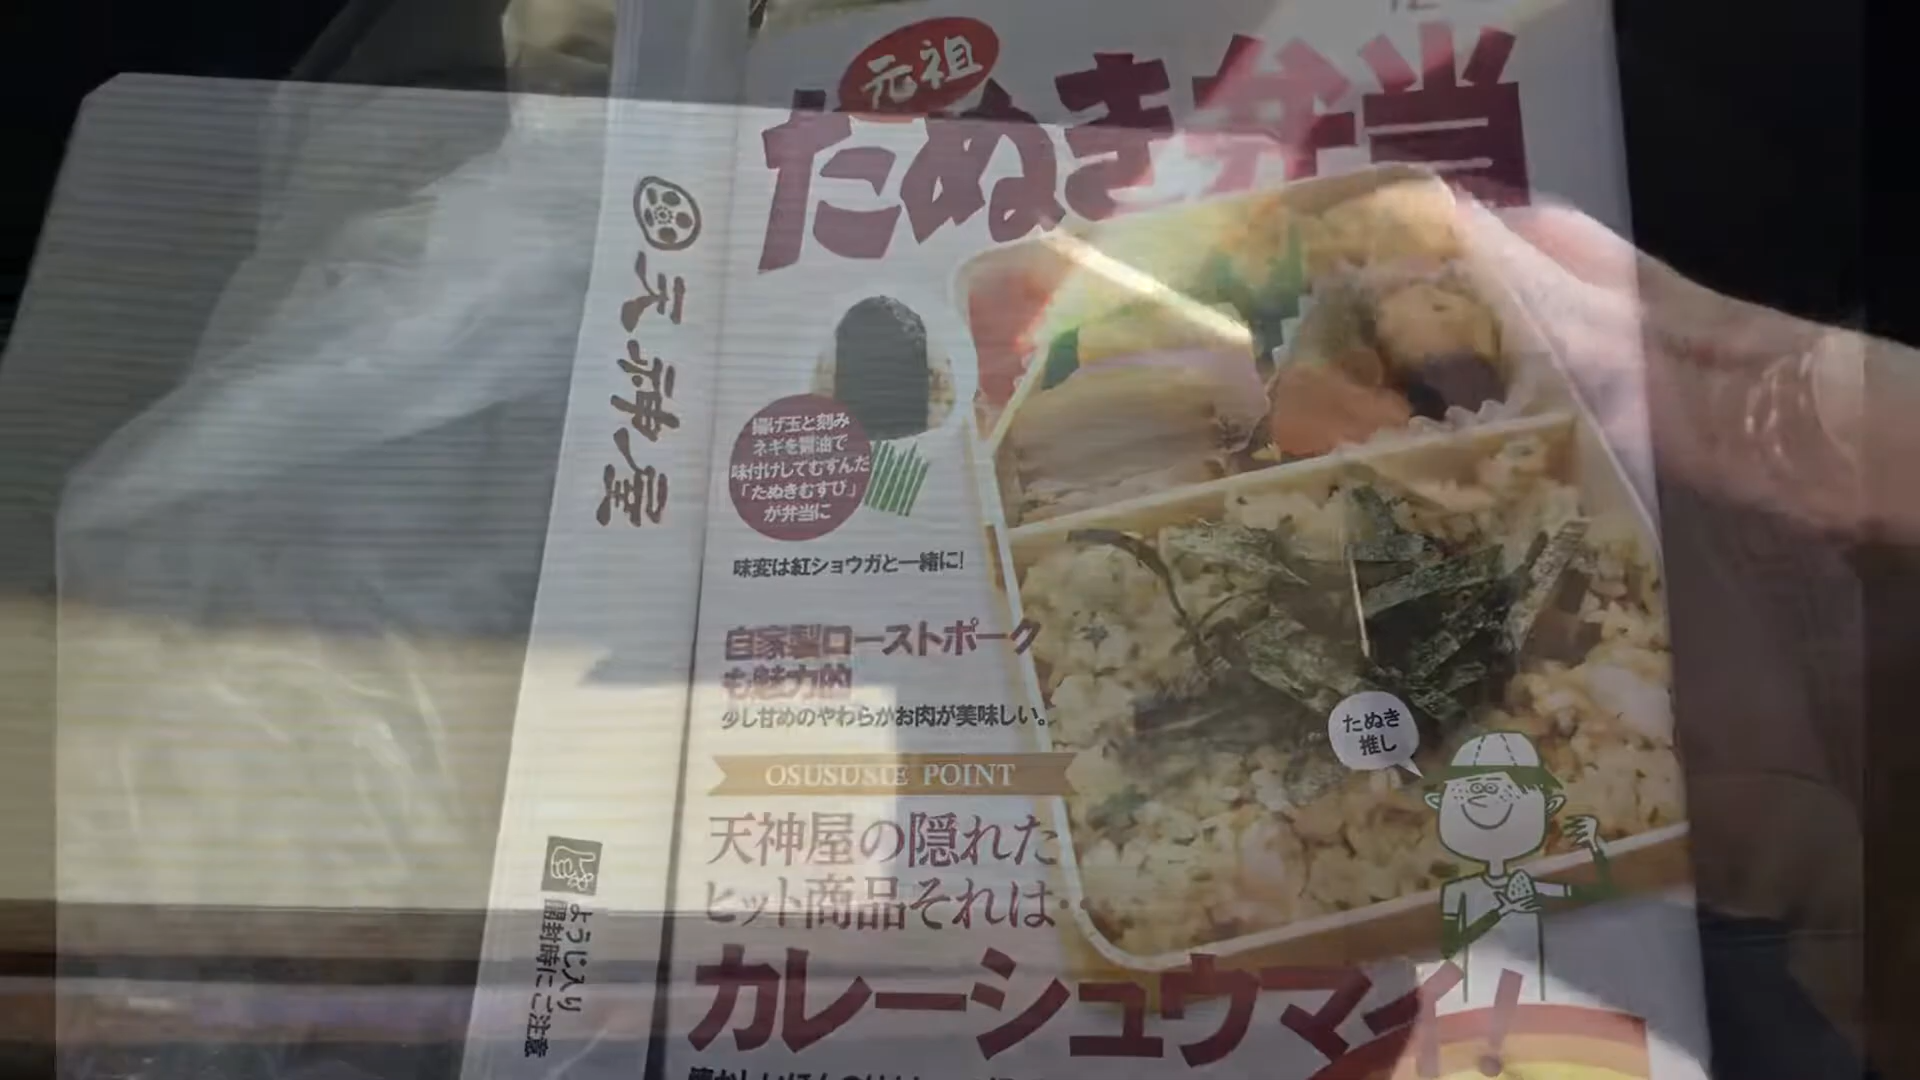 元祖
たぬき弁当
天神屋
揚げ玉と刻み
ネギを醤油で
味付けしてむすんだ
「たぬきむすび」
が弁当に
味変は紅ショウガと一緒に!
自家製ローストポーク
も魅力的
少し甘めのやわらかお肉が美味しい。
たぬき
推し
OSUSUME POINT
天神屋の隠れた
ヒット商品それは…
カレーシュウマイ!
ようじ入り
開封時にご注意